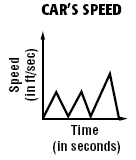 CAR'S SPEED
Speed
(in ft/sec)
Time
(in seconds)